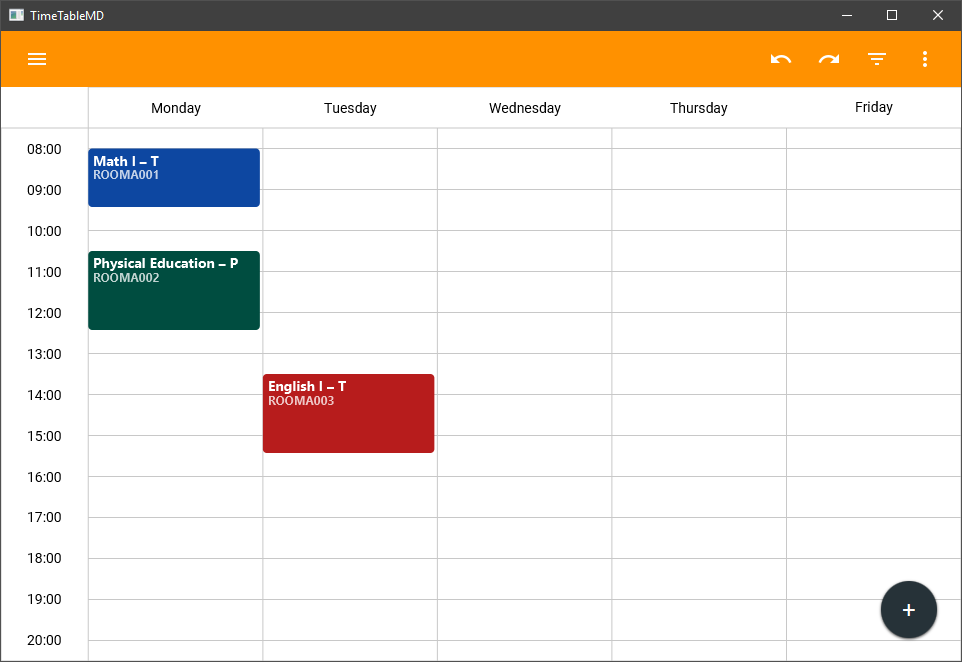 TimeTableMD
Monday Tuesday Wednesday Thursday Friday
08:00
Math I – T
ROOMA001
09:00
10:00
Physical Education – P
11:00
ROOMA002
12:00
13:00
English I – T
14:00
ROOMA003
15:00
16:00
17:00
18:00
19:00
20:00